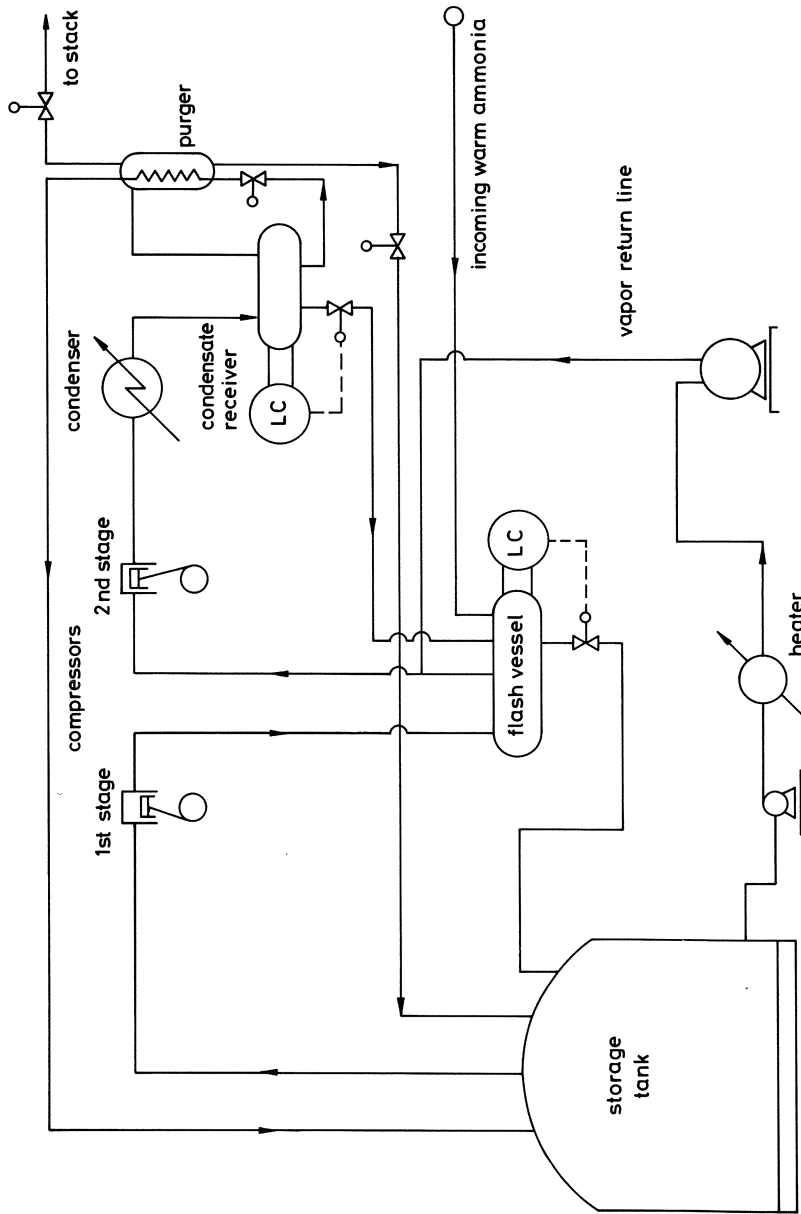 to stack
purger
condenser
2nd stage
compressors
1st stage
condensate
receiver
LC
incoming warm ammonia
vapor return line
LC
flash vessel
heater
storage
tank